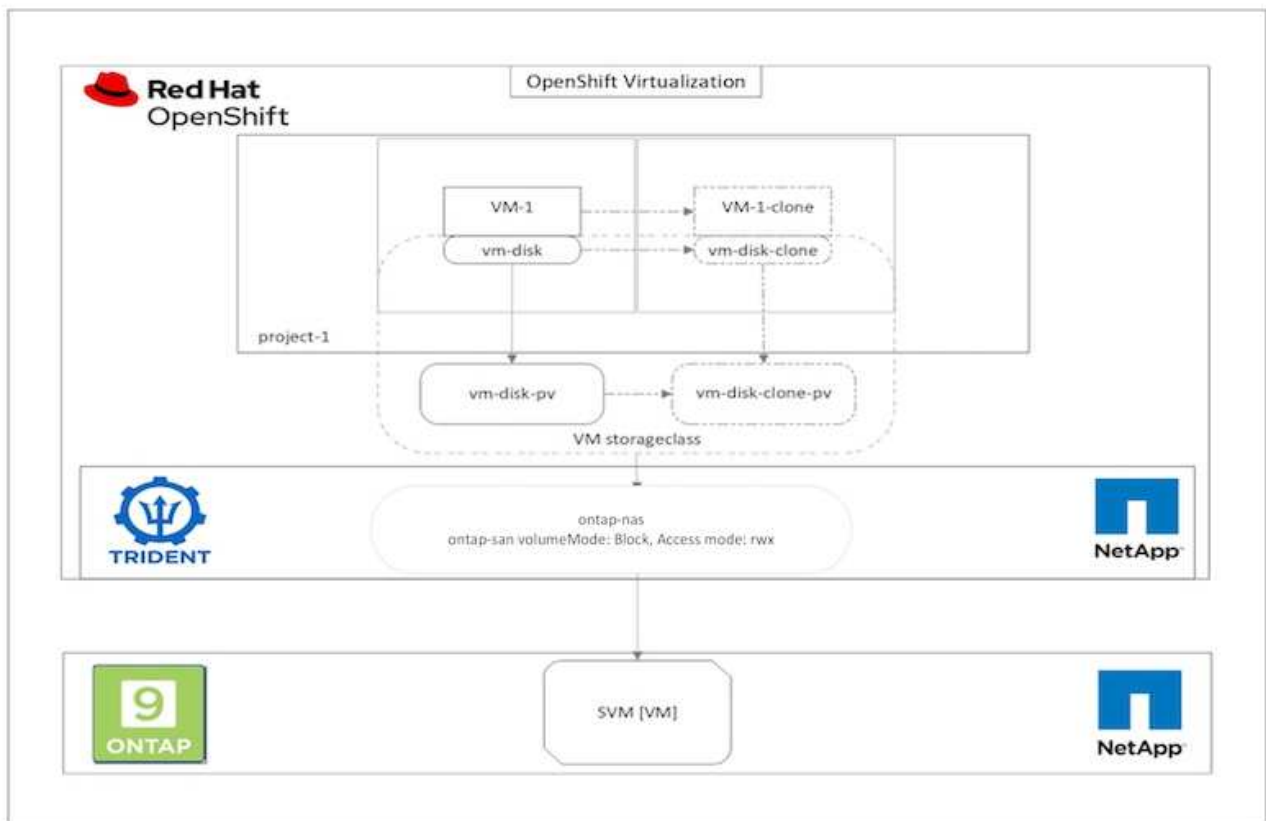 Red Hat
OpenShift
OpenShift Virtualization
VM-1
VM-1-clone
vm-disk
vm-disk-clone
project-1
vm-disk-pv
vm-disk-clone-pv
VM storageclass
TRIDENT
ontap-nas
ontap-san volumeMode: Block, Access mode: rwx
NetApp
9
ONTAP
SVM [VM]
NetApp